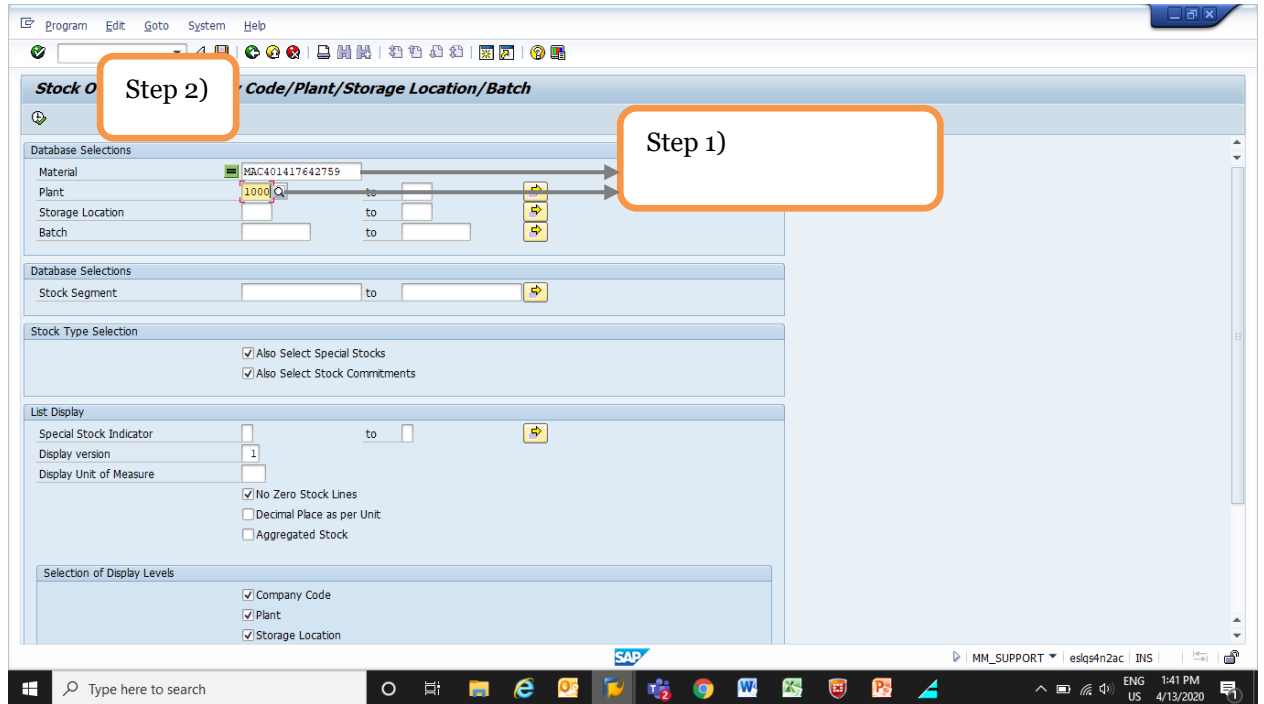 Program Edit Goto System Help
Stock O Code/Plant/Storage Location/Batch
Step 2)
Step 1)
Database Selections
Material MAC401417642759
Plant 1000 to
Storage Location to
Batch to
Database Selections
Stock Segment to
Stock Type Selection
Also Select Special Stocks
Also Select Stock Commitments
List Display
Special Stock Indicator to
Display version 1
Display Unit of Measure
No Zero Stock Lines
Decimal Place as per Unit
Aggregated Stock
Selection of Display Levels
Company Code
Plant
Storage Location
SAP
MM_SUPPORT eslqs4n2ac INS
Type here to search
ENG 1:41 PM
US 4/13/2020